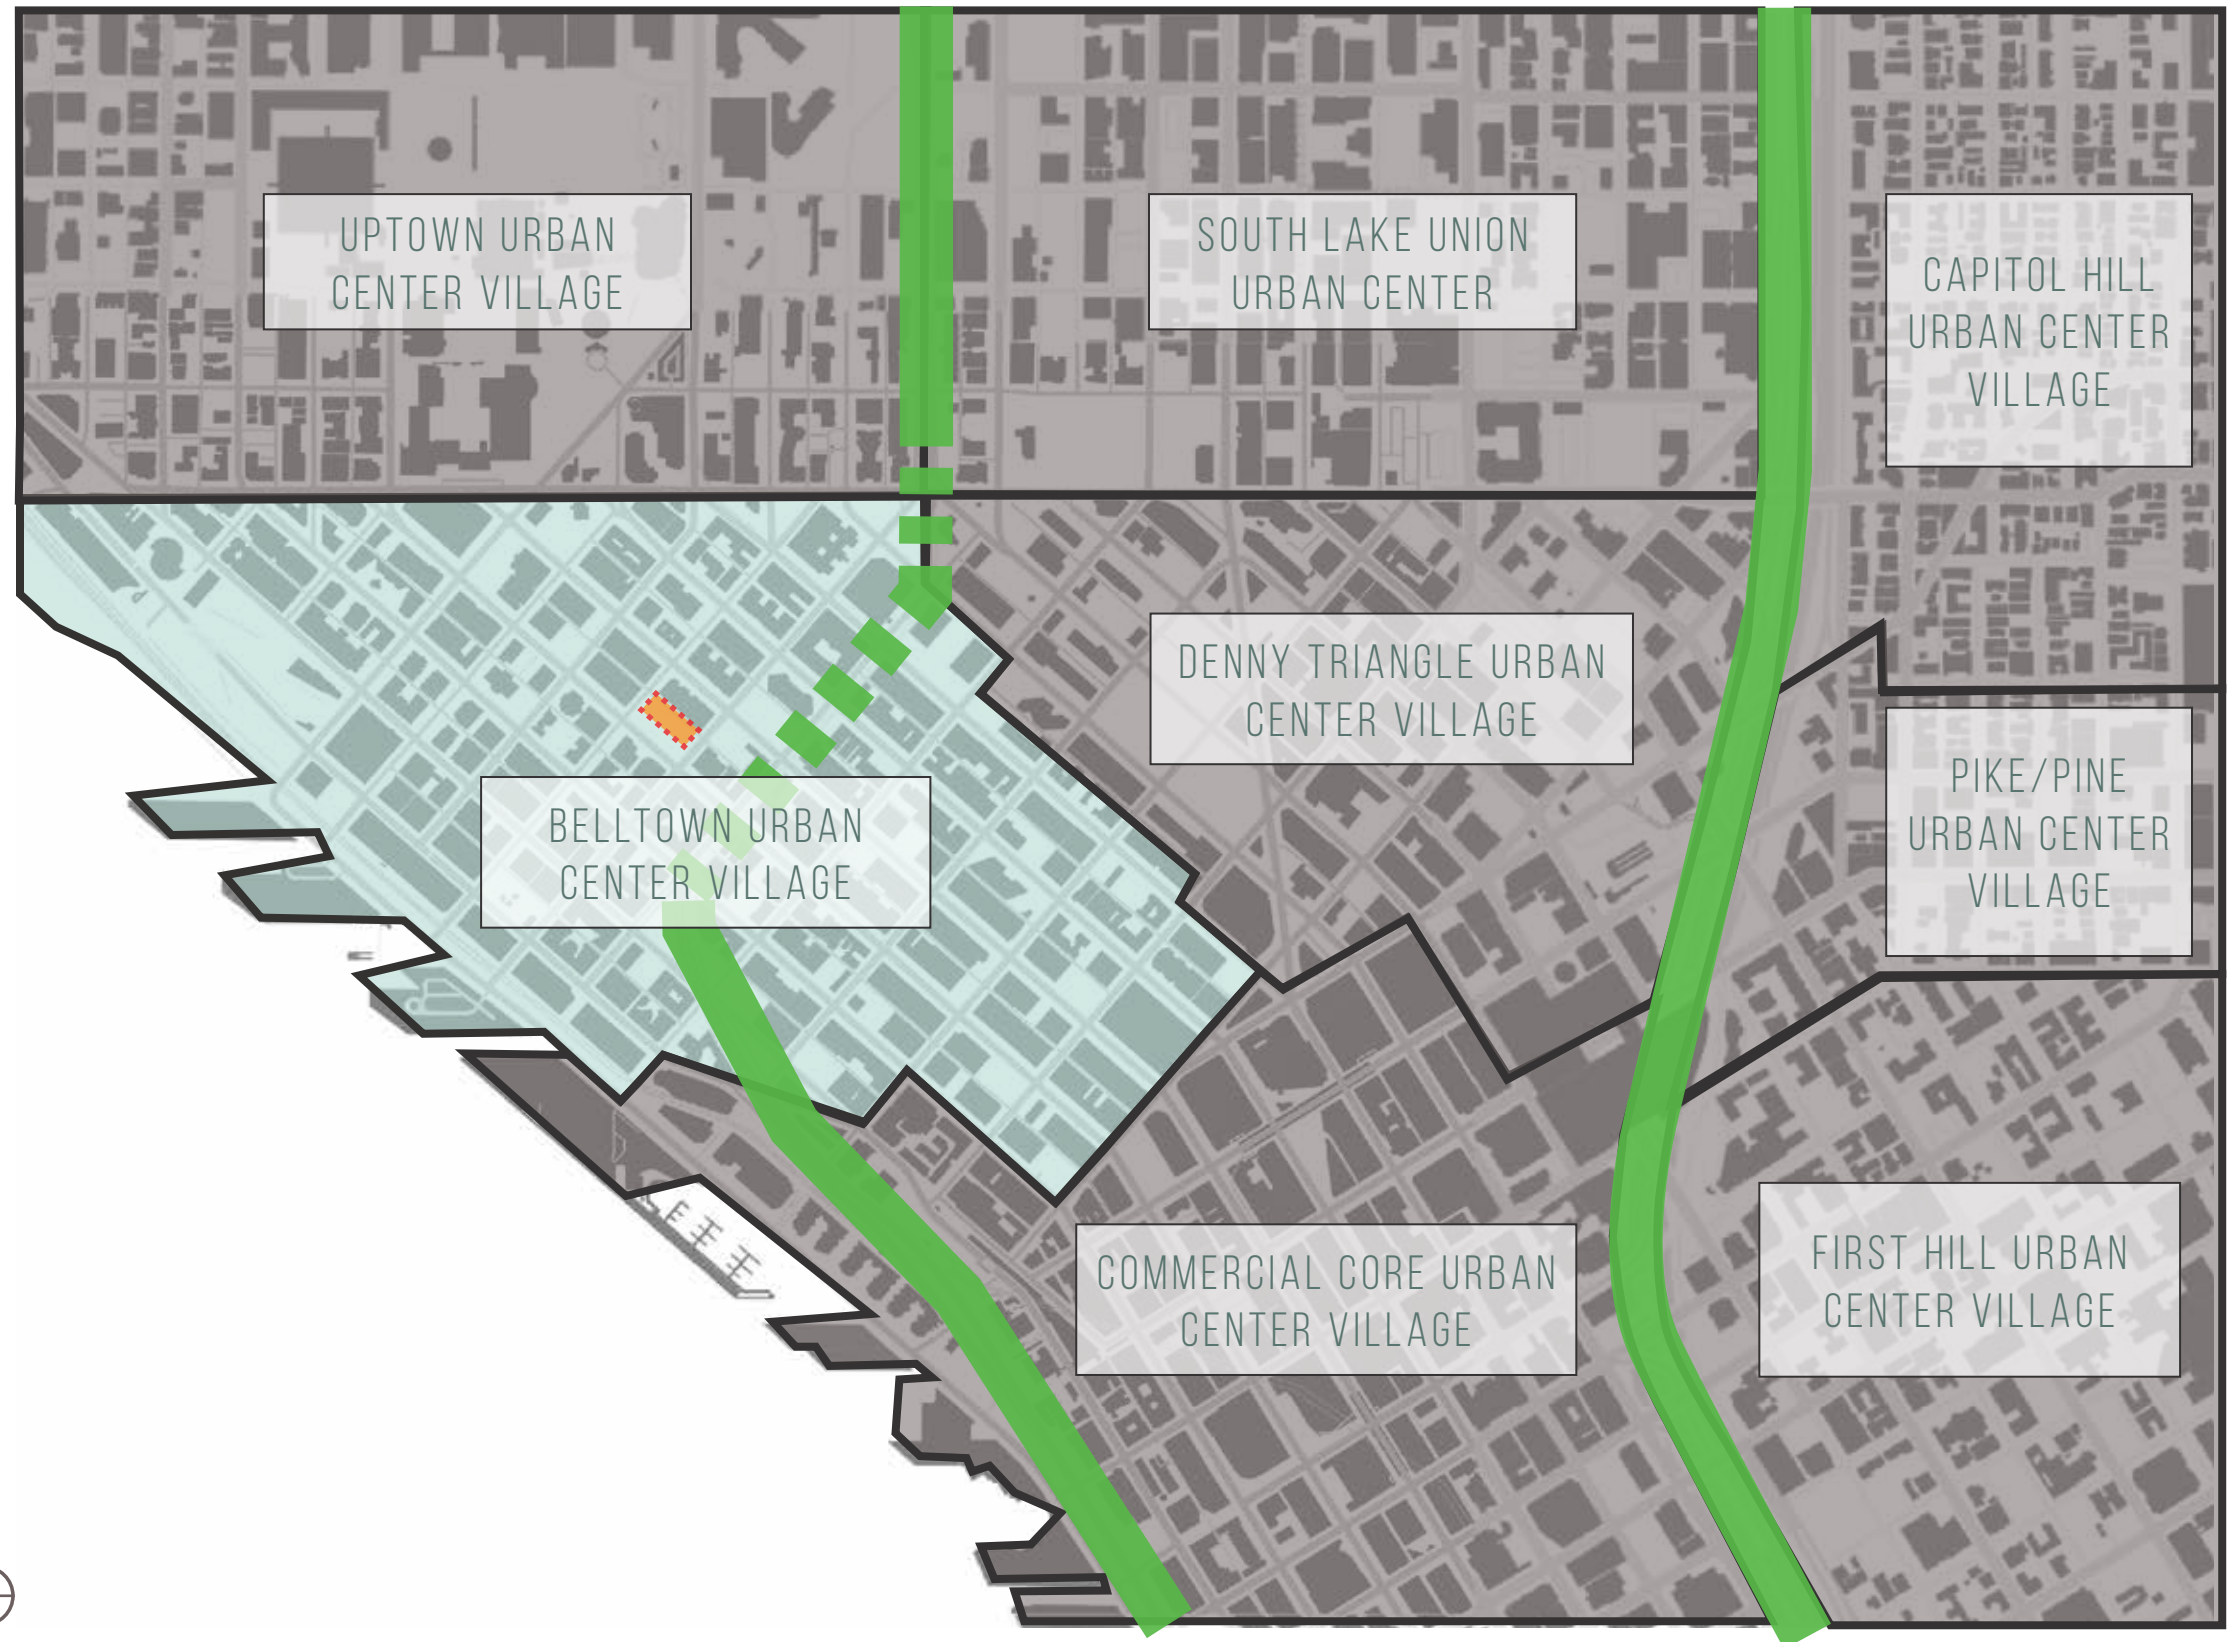 UPTOWN URBAN
CENTER VILLAGE
SOUTH LAKE UNION
URBAN CENTER
CAPITOL HILL
URBAN CENTER
VILLAGE
DENNY TRIANGLE URBAN
CENTER VILLAGE
PIKE/PINE
URBAN CENTER
VILLAGE
BELLTOWN URBAN
CENTER VILLAGE
COMMERCIAL CORE URBAN
CENTER VILLAGE
FIRST HILL URBAN
CENTER VILLAGE